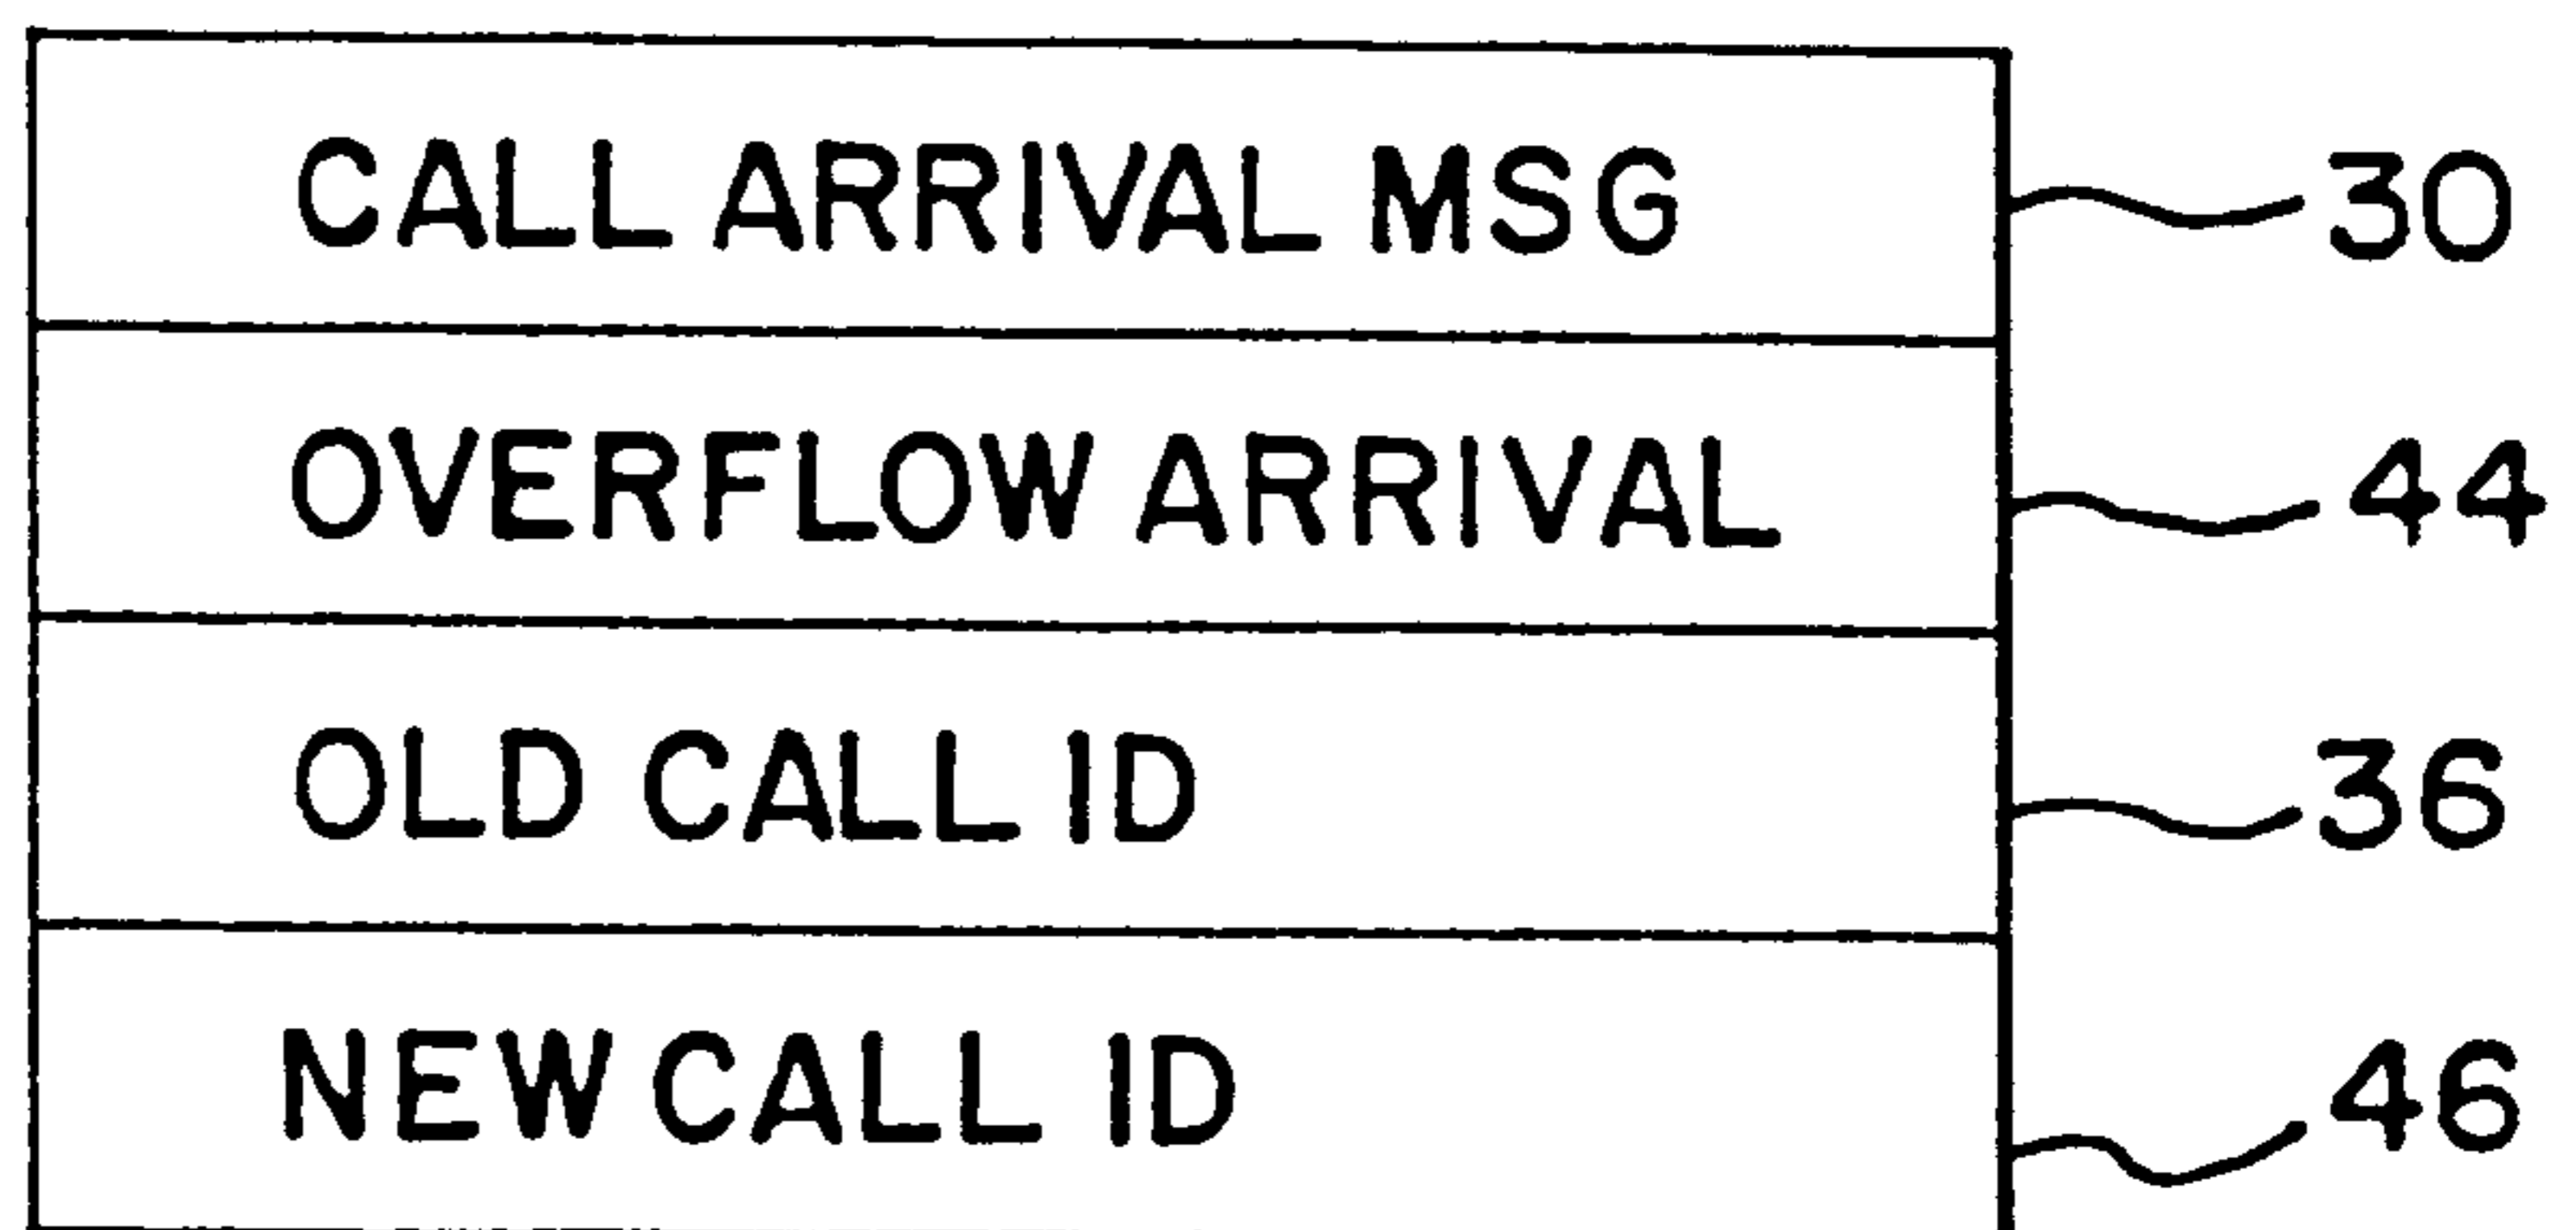 CALL ARRIVAL MSG 30
OVERFLOW ARRIVAL 44
OLD CALL ID 36
NEW CALL ID 46